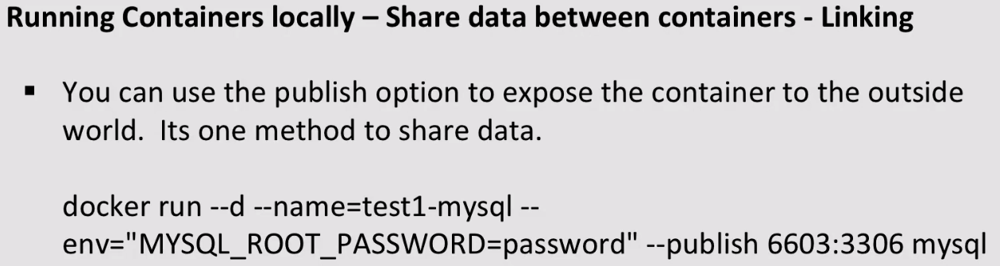 Running Containers locally – Share data between containers - Linking
▪ You can use the publish option to expose the container to the outside
world.  Its one method to share data.
docker run --d --name=test1-mysql --
env="MYSQL_ROOT_PASSWORD=password" --publish 6603:3306 mysql